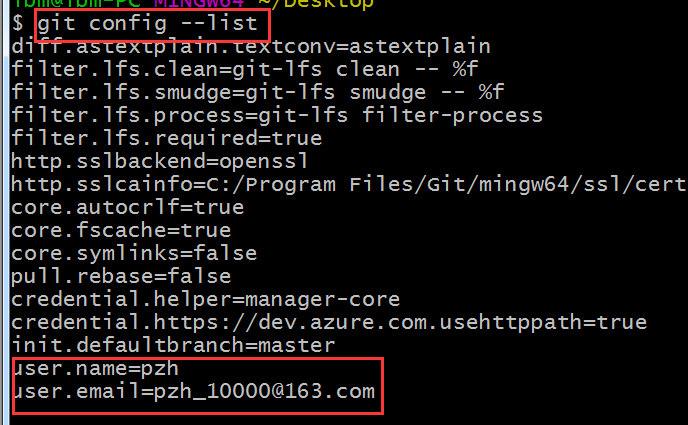 Ibm@Ibm-PC MINGW64 ~/Desktop
$ git config --list
diff.astextplain.textconv=astextplain
filter.lfs.clean=git-lfs clean -- %f
filter.lfs.smudge=git-lfs smudge -- %f
filter.lfs.process=git-lfs filter-process
filter.lfs.required=true
http.sslbackend=openssl
http.sslcainfo=C:/Program Files/Git/mingw64/ssl/cert
core.autocrlf=true
core.fscache=true
core.symlinks=false
pull.rebase=false
credential.helper=manager-core
credential.https://dev.azure.com.usehttppath=true
init.defaultbranch=master
user.name=pzh
user.email=pzh_10000@163.com